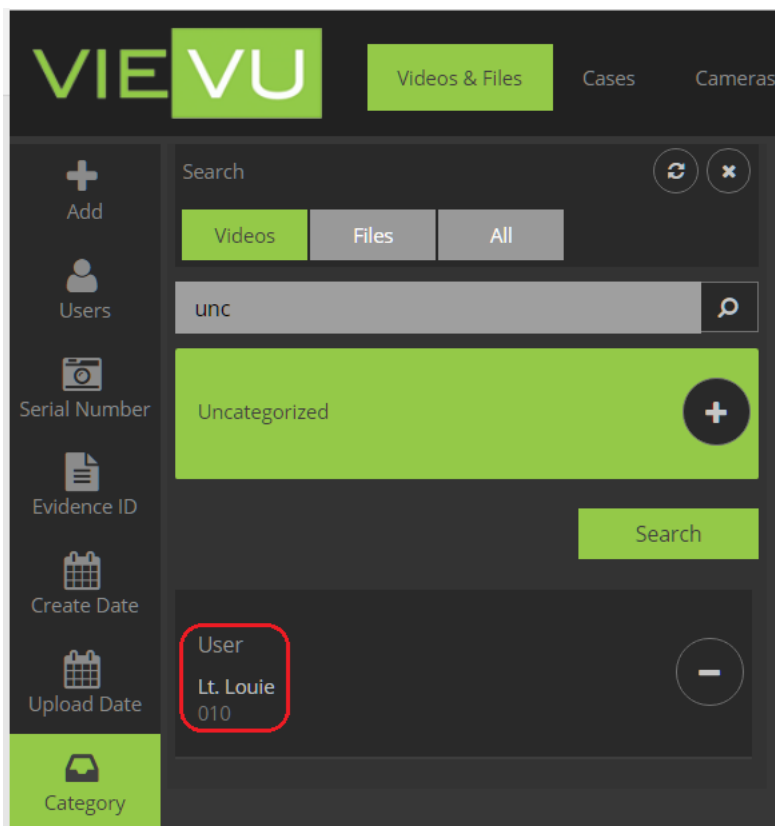 VIEVU
Videos & Files
Cases
Cameras
Add
Users
Serial Number
Evidence ID
Create Date
Upload Date
Category
Search
Videos
Files
All
unc
Uncategorized
Search
User
Lt. Louie
010